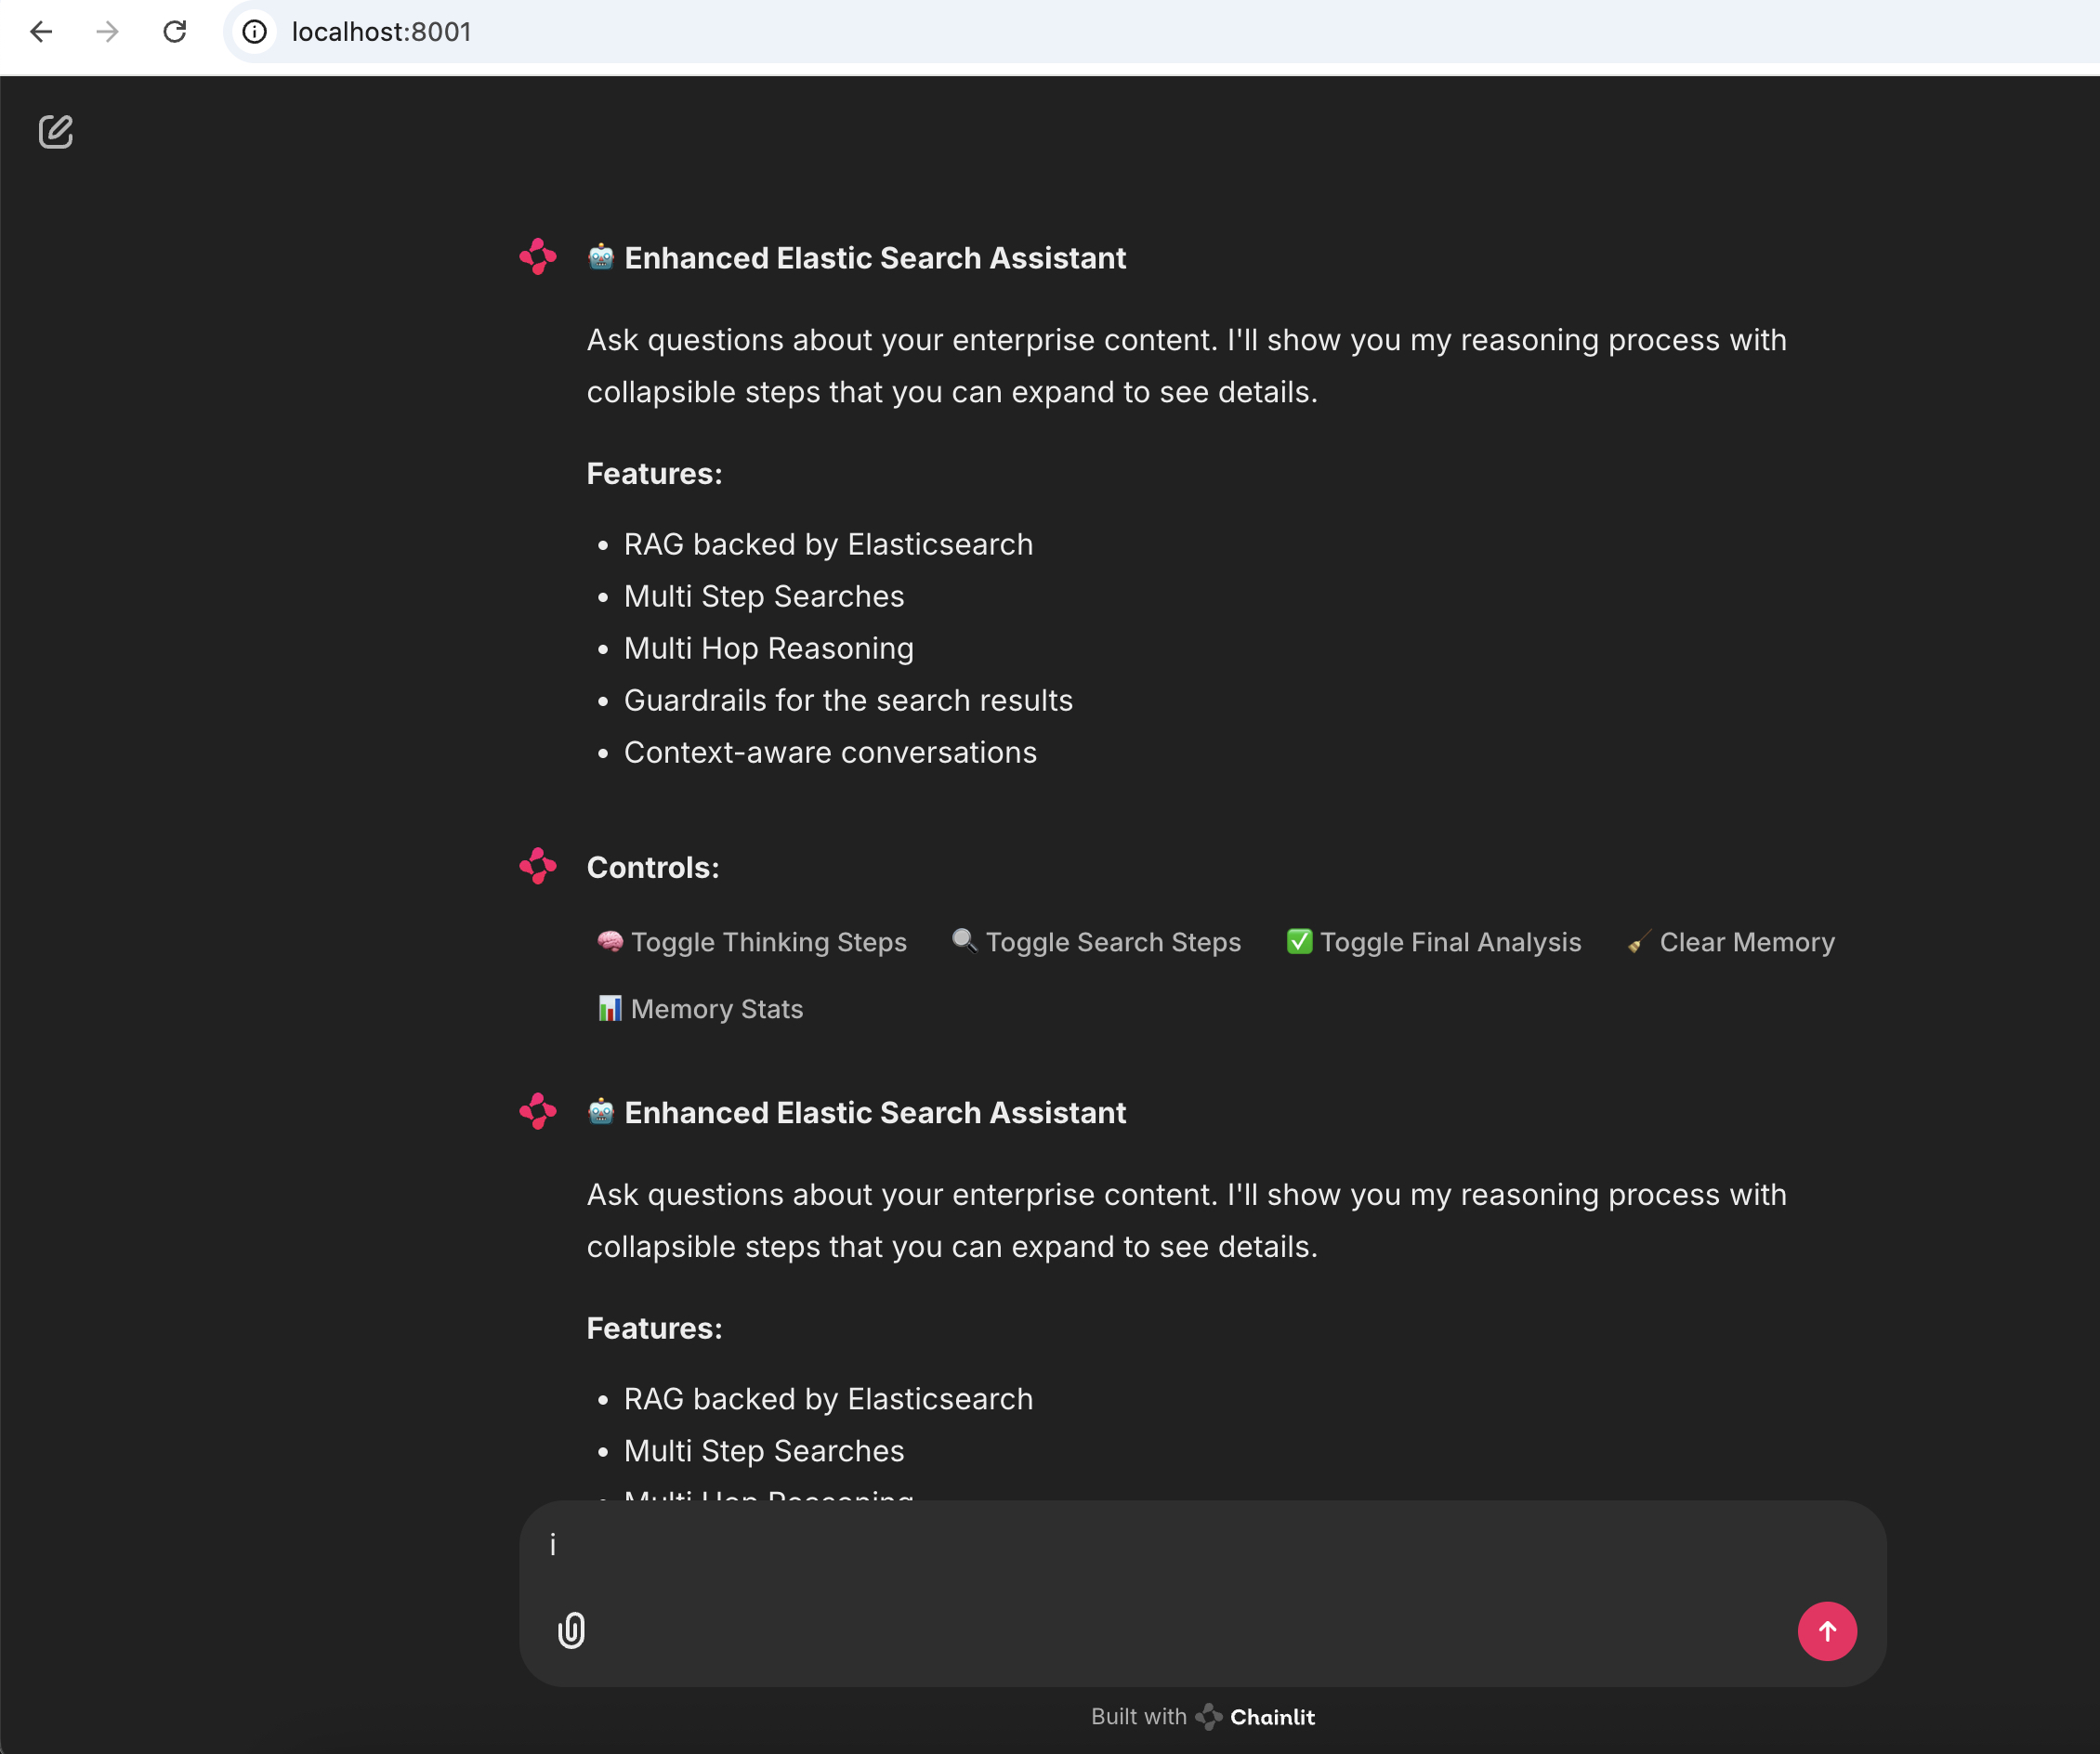 localhost:8001
🤖 Enhanced Elastic Search Assistant
Ask questions about your enterprise content. I'll show you my reasoning process with
collapsible steps that you can expand to see details.
Features:
• RAG backed by Elasticsearch
• Multi Step Searches
• Multi Hop Reasoning
• Guardrails for the search results
• Context-aware conversations
Controls:
🧠 Toggle Thinking Steps 🔍 Toggle Search Steps ✅ Toggle Final Analysis 🧹 Clear Memory
📊 Memory Stats
🤖 Enhanced Elastic Search Assistant
Ask questions about your enterprise content. I'll show you my reasoning process with
collapsible steps that you can expand to see details.
Features:
• RAG backed by Elasticsearch
• Multi Step Searches
• Multi Hop Reasoning
i
Built with Chainlit